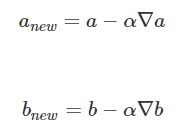 a_new = a − α∇a
b_new = b − α∇b